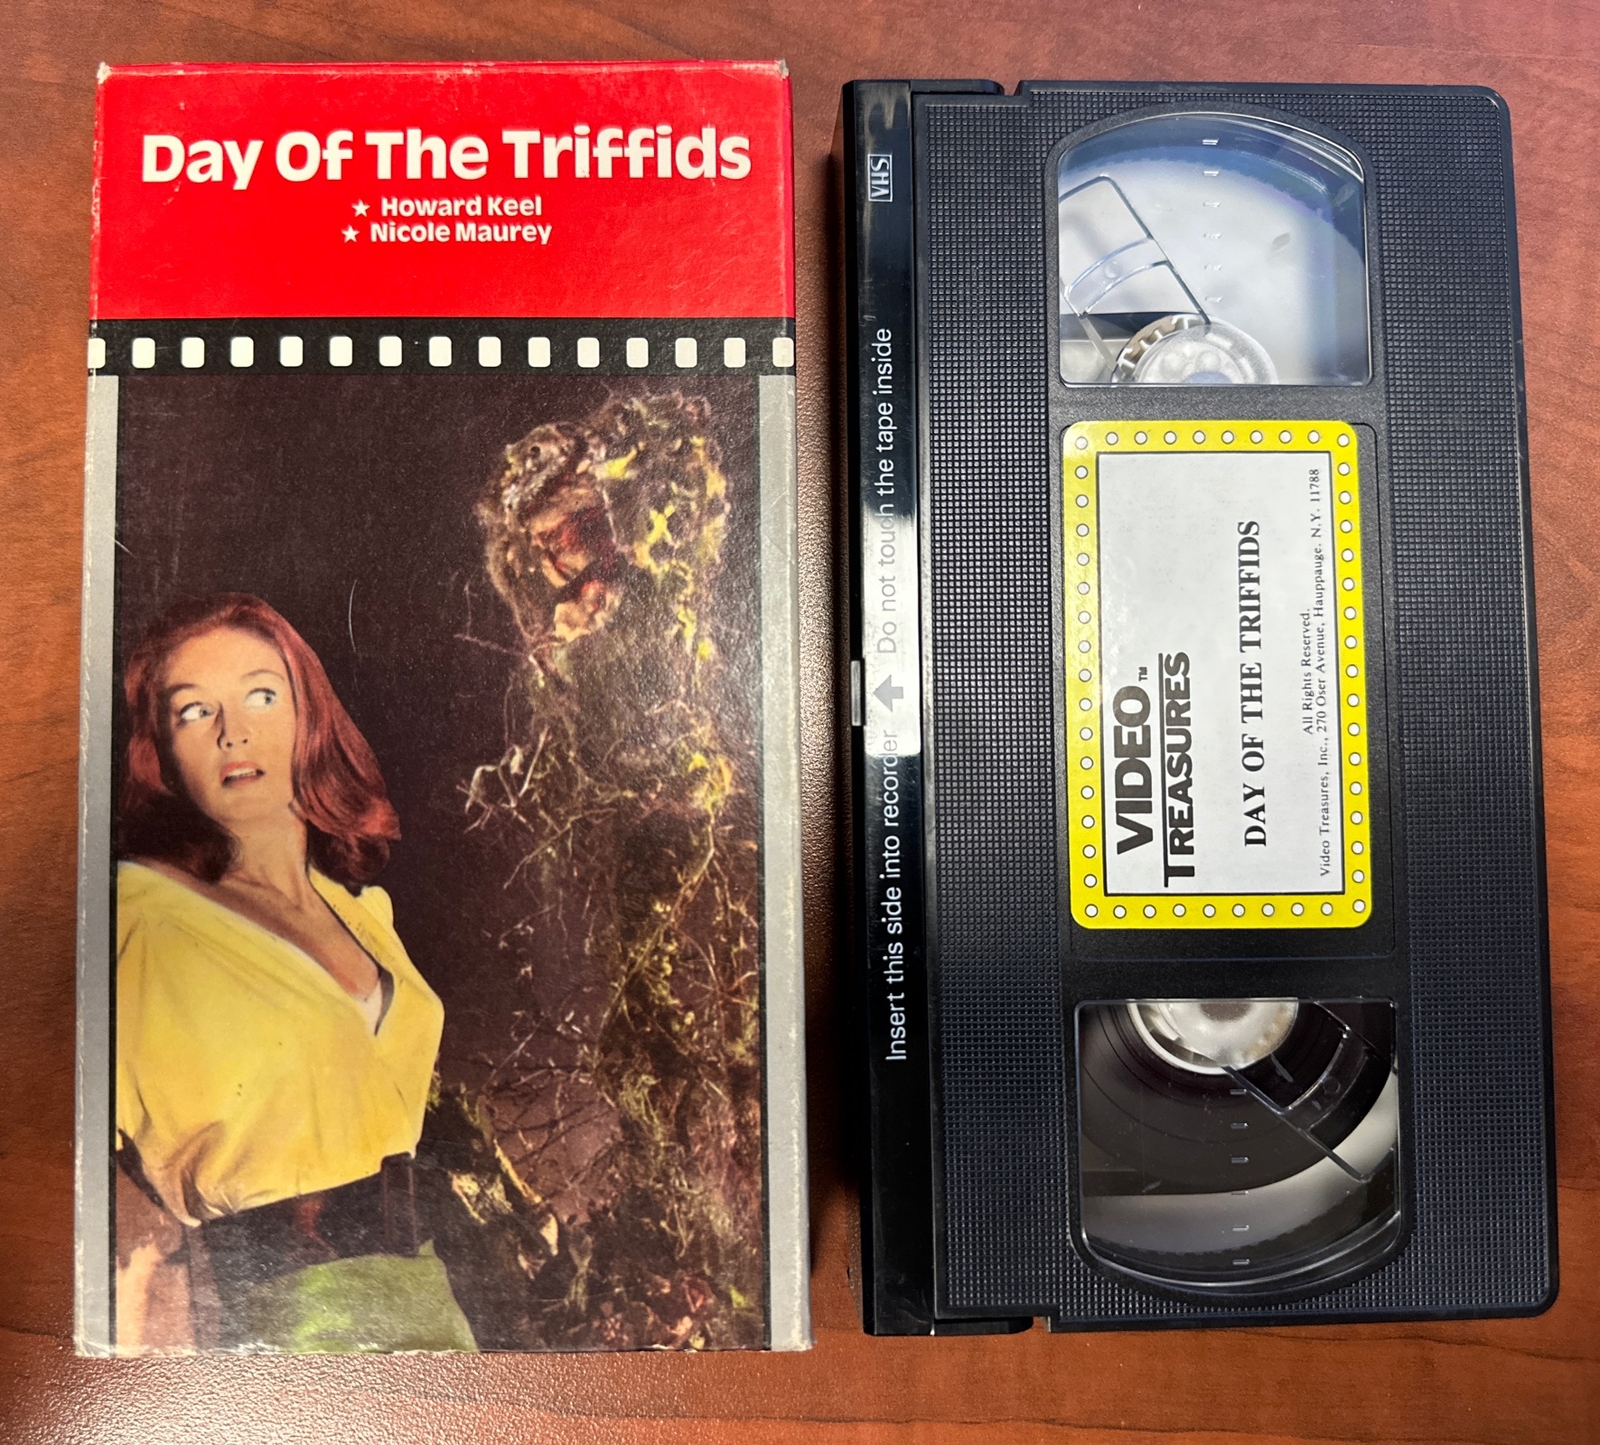 Day Of The Triffids
★ Howard Keel
★ Nicole Maurey
VHS
Insert this side into recorder ⬆ Do not touch the tape inside
VIDEO™
TREASURES
DAY OF THE TRIFFIDS
All Rights Reserved.
Video Treasures, Inc., 270 Oser Avenue, Hauppauge, N.Y. 11788